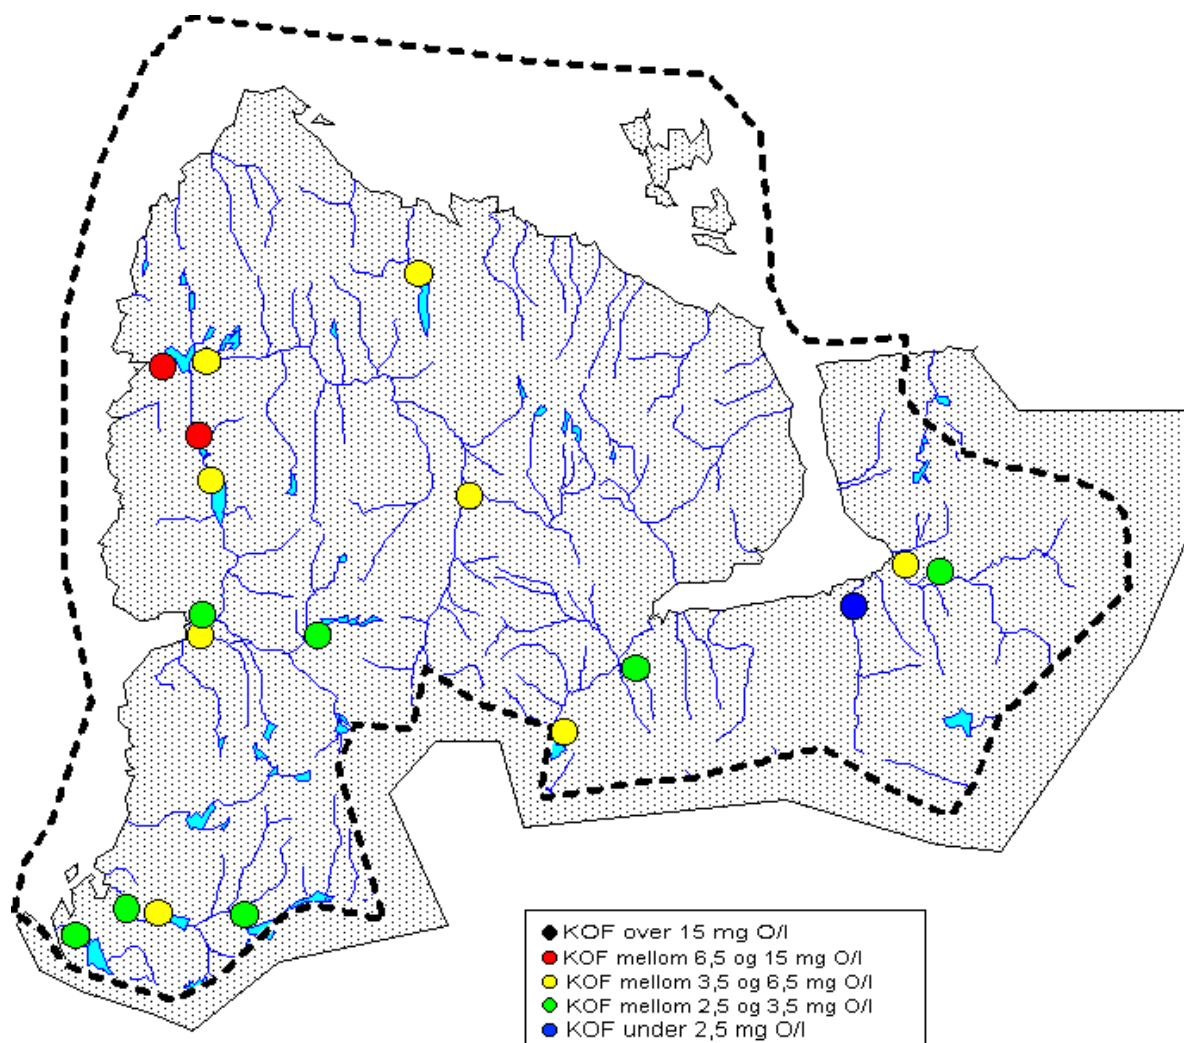 KOF over 15 mg O/l
KOF mellom 6,5 og 15 mg O/l
KOF mellom 3,5 og 6,5 mg O/l
KOF mellom 2,5 og 3,5 mg O/l
KOF under 2,5 mg O/l